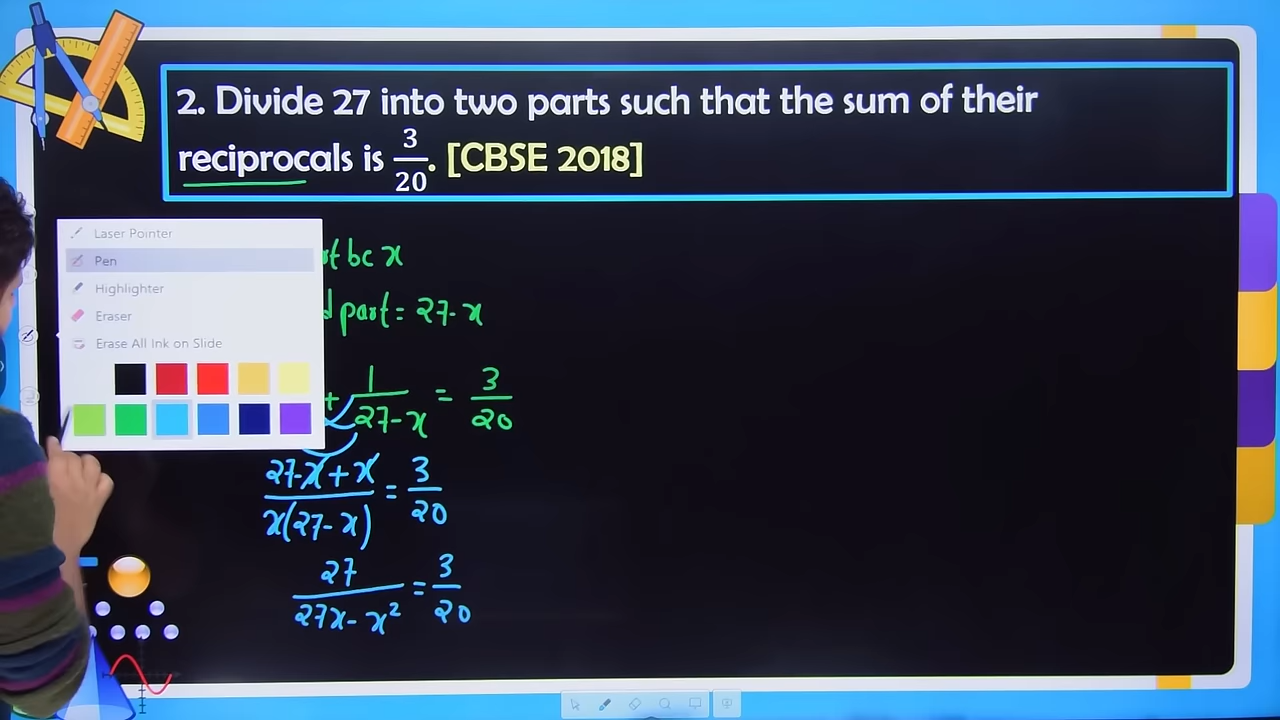 2. Divide 27 into two parts such that the sum of their
reciprocals is 3/20. [CBSE 2018]
Laser Pointer
Pen
Highlighter
Eraser
Erase All Ink on Slide
be x
part = 27-x
+ 1/(27-x) = 3/20
(27-x+x)/(x(27-x)) = 3/20
27/(27x-x²) = 3/20